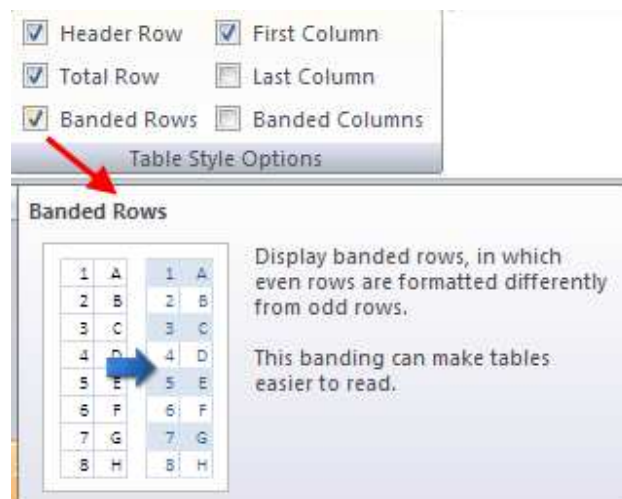 Header Row First Column
Total Row Last Column
Banded Rows Banded Columns
Table Style Options
Banded Rows
Display banded rows, in which
even rows are formatted differently
from odd rows.
This banding can make tables
easier to read.
1 A 1 A
2 B 2 B
3 C 3 C
4 D 4 D
5 E 5 E
6 F 6 F
7 G 7 G
8 H 8 H